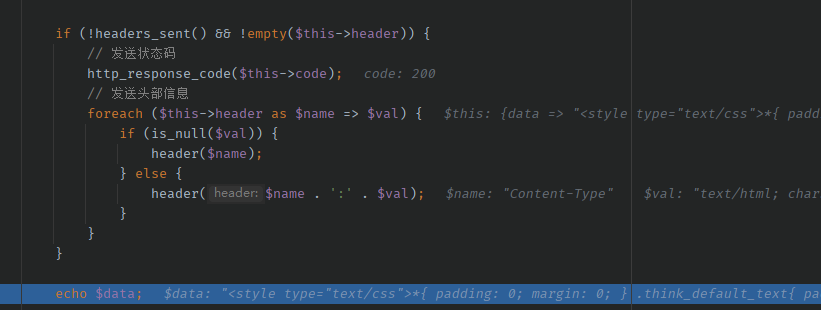 if (!headers_sent() && !empty($this->header)) {
// 发送状态码
http_response_code($this->code); code: 200
// 发送头部信息
foreach ($this->header as $name => $val) { $this: {data => "<style type="text/css">*{ padd
if (is_null($val)) {
header($name);
} else {
header( header: $name . ':' . $val); $name: "Content-Type" $val: "text/html; char
}
}
}
echo $data; $data: "<style type="text/css">*{ padding: 0; margin: 0; } .think_default_text{ pa